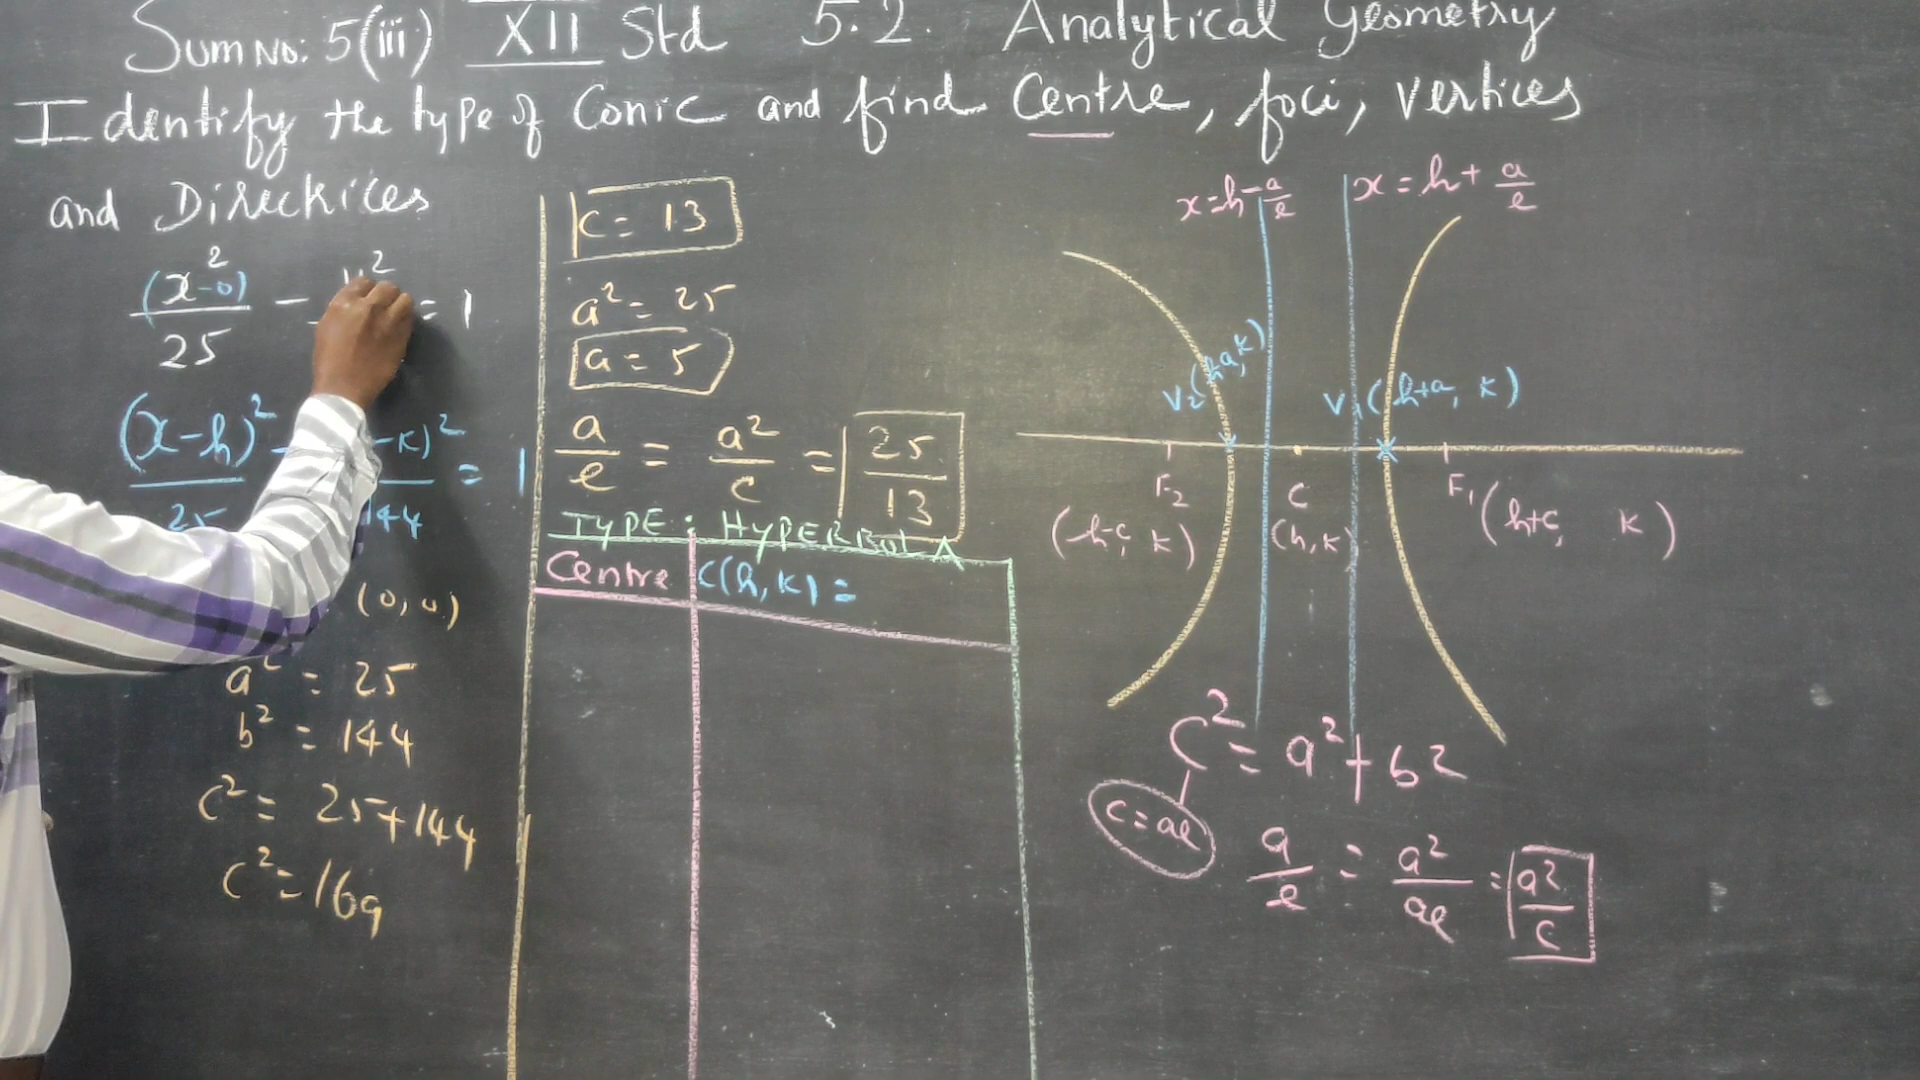 Sum No: 5(iii) XII Std 5.2. Analytical Geometry
Identify the type of Conic and find Centre, foci, vertices
and Directrices
(x-0)² / 25 - y² = 1
(x-h)² / 25 - -k)² / 144 = 1
(0,0)
a² = 25
b² = 144
c² = 25+144
c² = 169
c = 13
a² = 25
a = 5
a/e = a²/c = 25/13
TYPE: HYPERBOLA
Centre C(h,k) =
x=h-a/e
x=h+a/e
V₂(h-a,k)
V₁(h+a, k)
F₂
C
F₁
(h-c, k)
(h,k)
(h+c, k)
c² = a²+b²
c=ae
a/e = a²/ae = a²/c